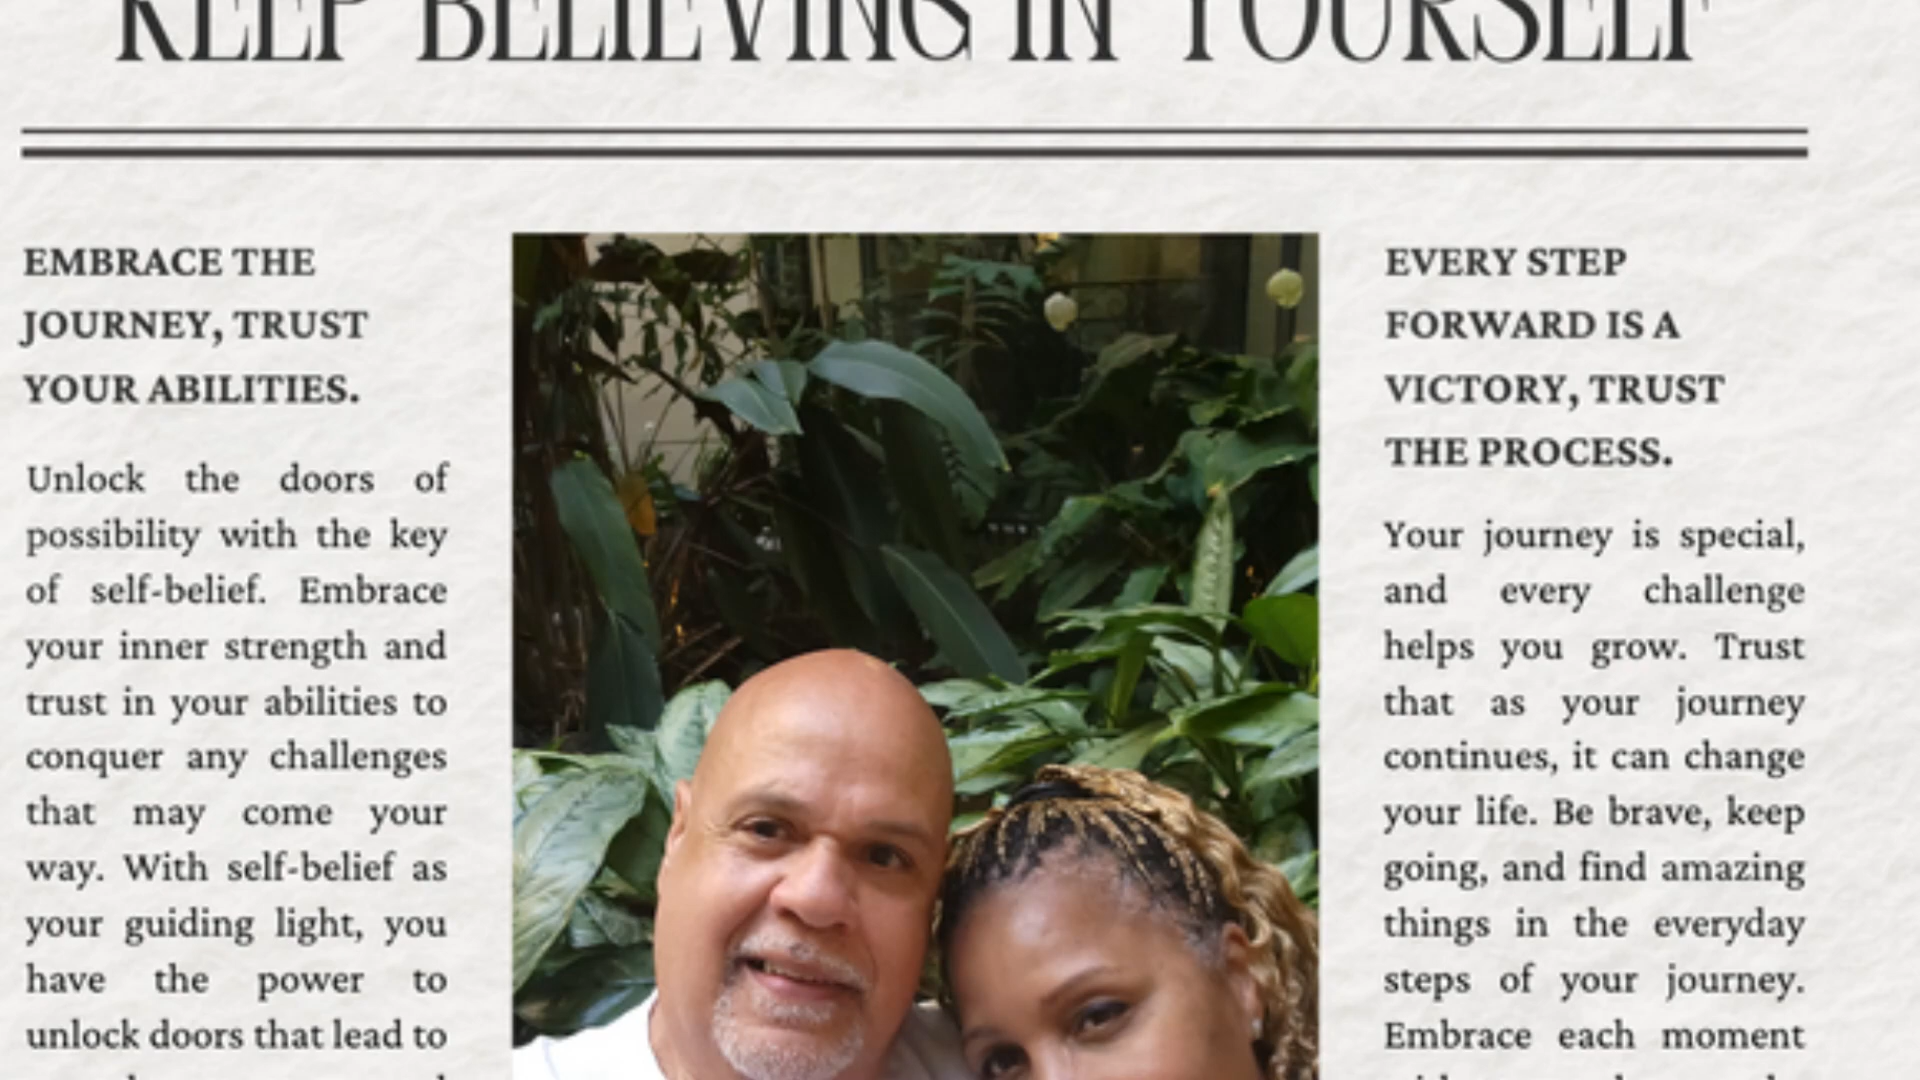 KEEP BELIEVING IN YOURSELF
EMBRACE THE
JOURNEY, TRUST
YOUR ABILITIES.
Unlock the doors of
possibility with the key
of self-belief. Embrace
your inner strength and
trust in your abilities to
conquer any challenges
that may come your
way. With self-belief as
your guiding light, you
have the power to
unlock doors that lead to
EVERY STEP
FORWARD IS A
VICTORY, TRUST
THE PROCESS.
Your journey is special,
and every challenge
helps you grow. Trust
that as your journey
continues, it can change
your life. Be brave, keep
going, and find amazing
things in the everyday
steps of your journey.
Embrace each moment